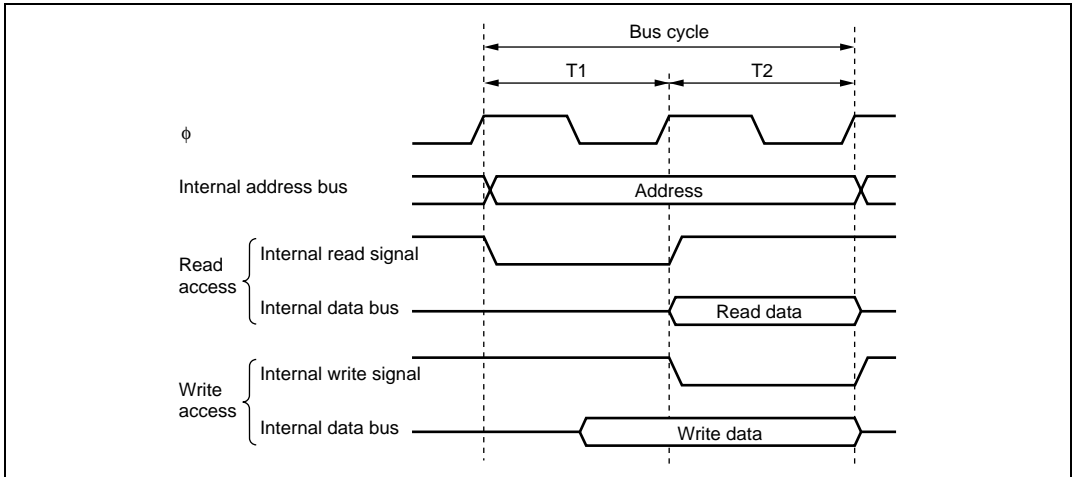 Bus cycle
T1 T2
ϕ
Internal address bus
Address
Read access
Internal read signal
Internal data bus
Read data
Write access
Internal write signal
Internal data bus
Write data